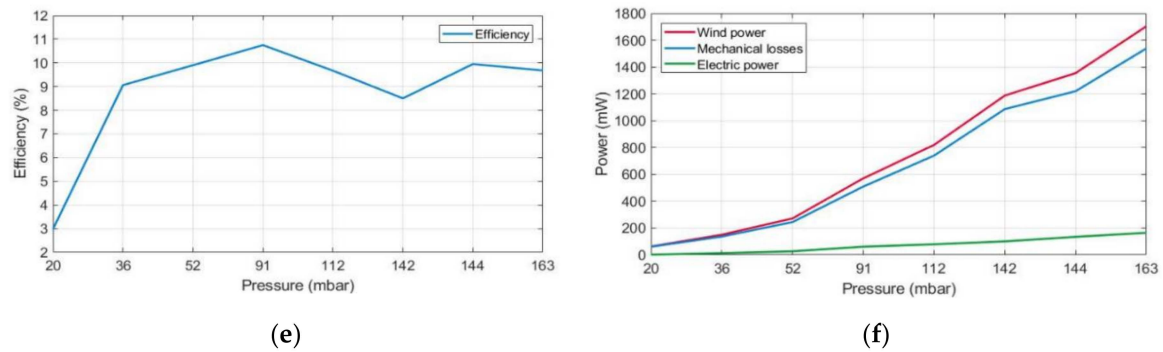 12
11
10
9
8
7
6
5
4
3
2
Efficiency (%)
Efficiency
20 36 52 91 112 142 144 163
Pressure (mbar)
(e)
1800
1600
1400
1200
1000
800
600
400
200
0
Power (mW)
Wind power
Mechanical losses
Electric power
20 36 52 91 112 142 144 163
Pressure (mbar)
(f)